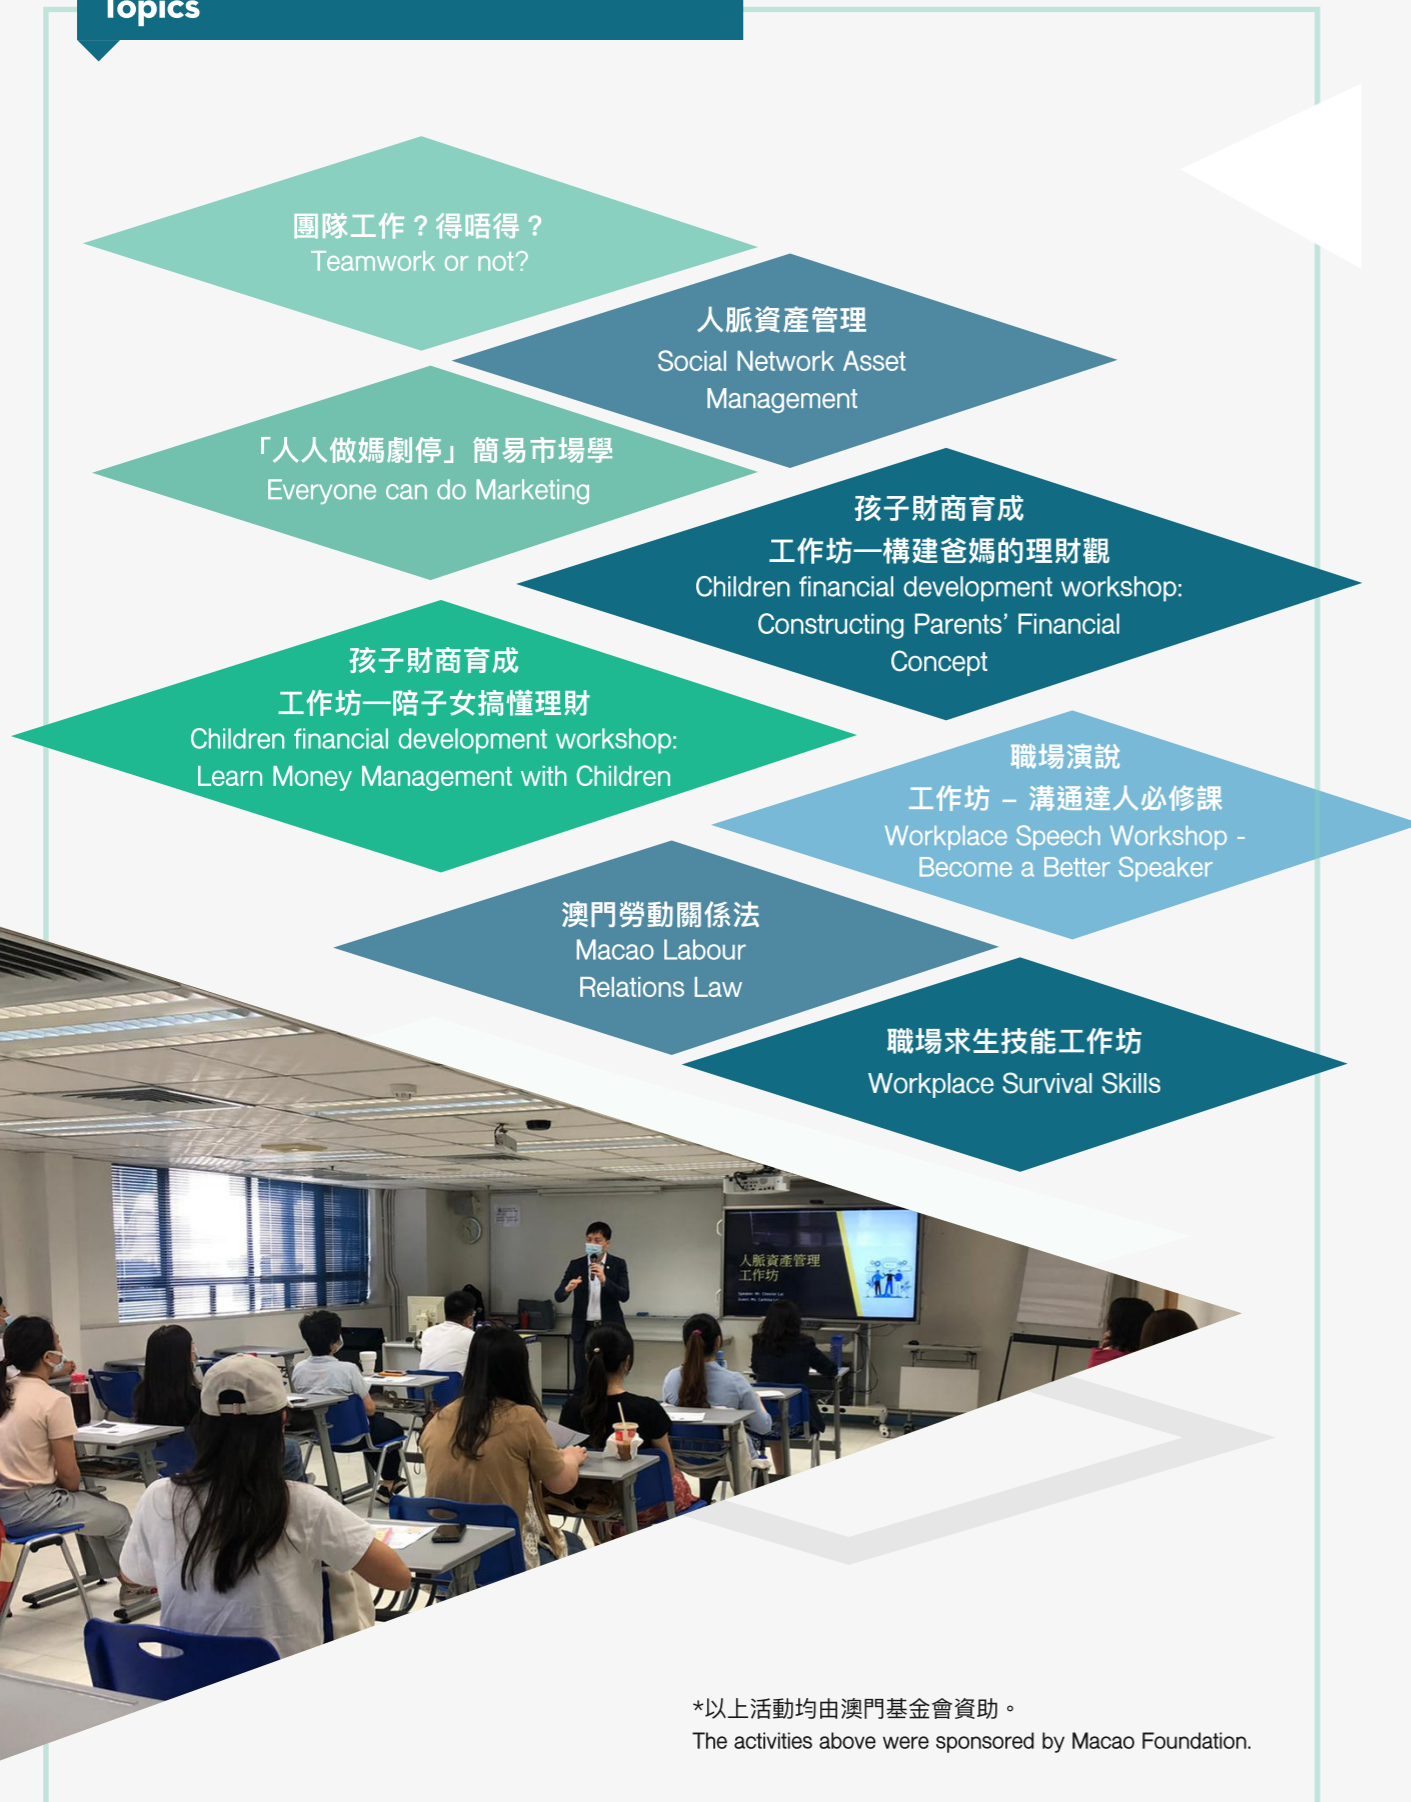 Topics
團隊工作？得唔得？
Teamwork or not?
人脈資產管理
Social Network Asset
Management
「人人做媽劇停」簡易市場學
Everyone can do Marketing
孩子財商育成
工作坊—構建爸媽的理財觀
Children financial development workshop:
Constructing Parents’ Financial
Concept
孩子財商育成
工作坊—陪子女搞懂理財
Children financial development workshop:
Learn Money Management with Children
職場演說
工作坊 – 溝通達人必修課
Workplace Speech Workshop -
Become a Better Speaker
澳門勞動關係法
Macao Labour
Relations Law
職場求生技能工作坊
Workplace Survival Skills
人脈資產管理
工作坊
*以上活動均由澳門基金會資助。
The activities above were sponsored by Macao Foundation.